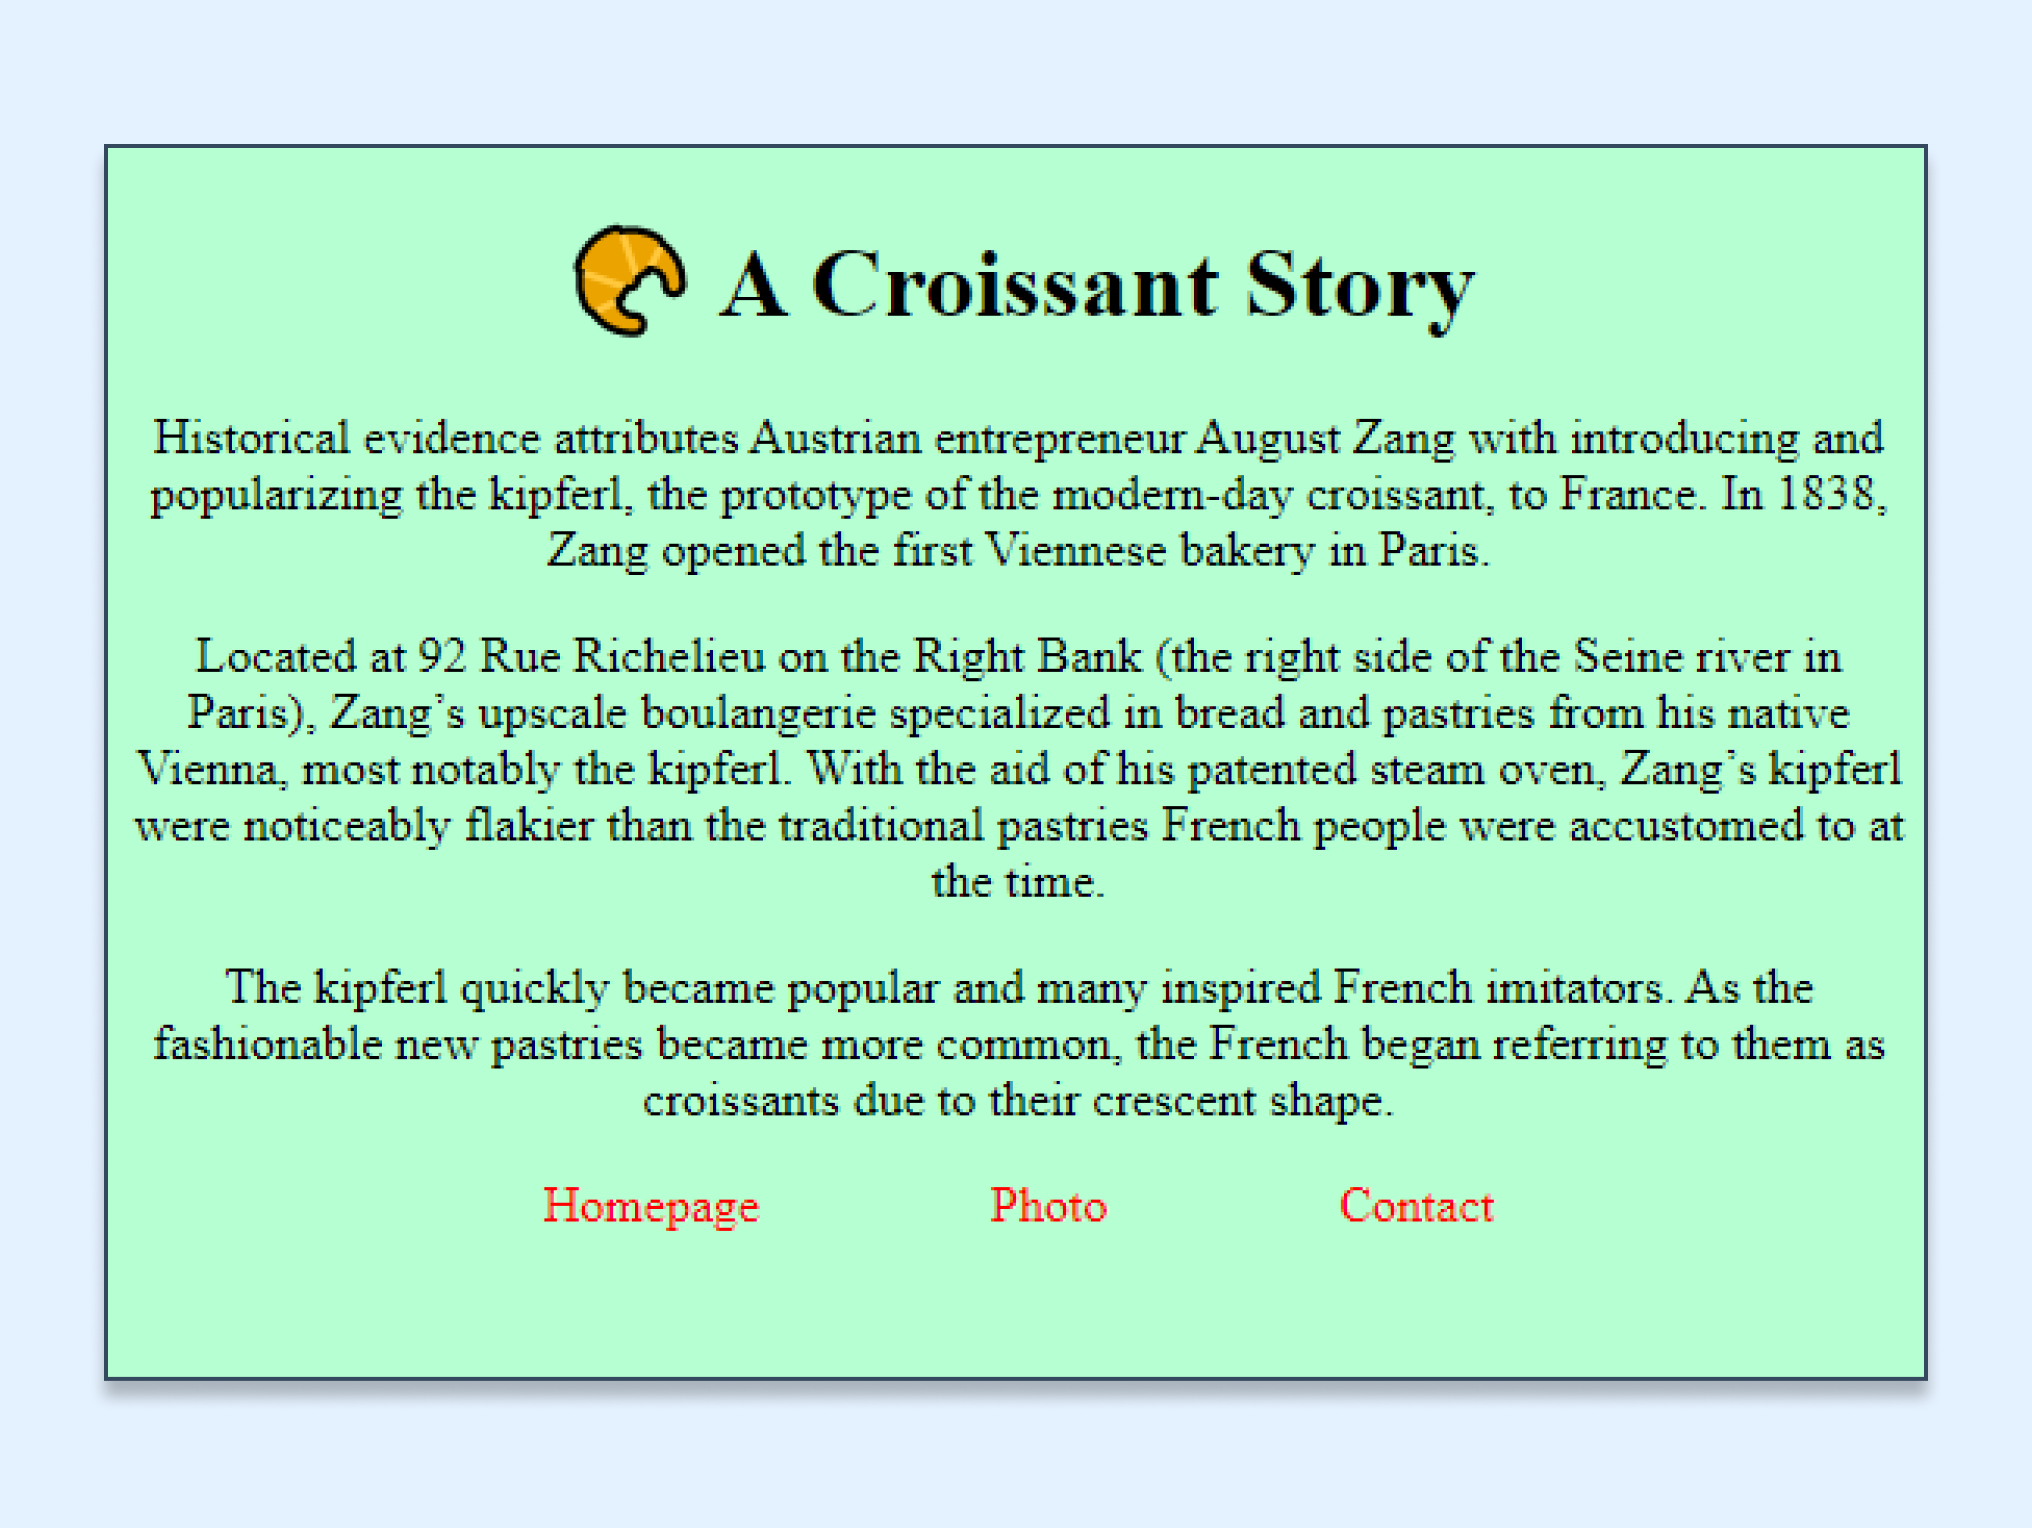 A Croissant Story
Historical evidence attributes Austrian entrepreneur August Zang with introducing and
popularizing the kipferl, the prototype of the modern-day croissant, to France. In 1838,
Zang opened the first Viennese bakery in Paris.
Located at 92 Rue Richelieu on the Right Bank (the right side of the Seine river in
Paris), Zang’s upscale boulangerie specialized in bread and pastries from his native
Vienna, most notably the kipferl. With the aid of his patented steam oven, Zang’s kipferl
were noticeably flakier than the traditional pastries French people were accustomed to at
the time.
The kipferl quickly became popular and many inspired French imitators. As the
fashionable new pastries became more common, the French began referring to them as
croissants due to their crescent shape.
Homepage Photo Contact